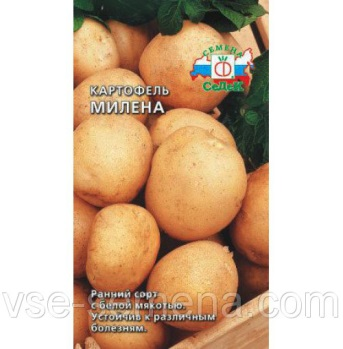 СЕМЕНА
СеДеК
КАРТОФЕЛЬ
МИЛЕНА
Ранний сорт
с белой мякотью.
Устойчив к различным
болезням.
vse-semena.com